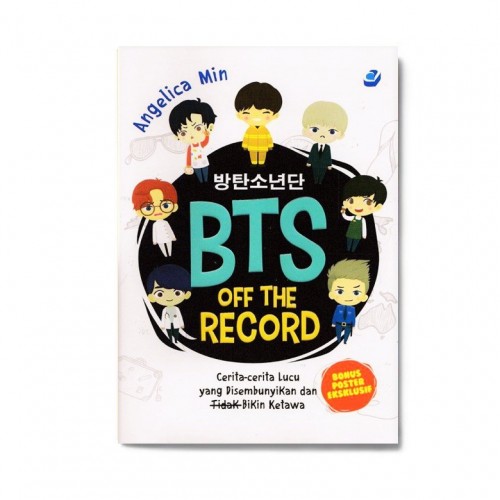 Angelica Min
방탄소년단
BTS
OFF THE
RECORD
Cerita-cerita Lucu
yang Disembunyikan dan
Tidak Bikin Ketawa
BONUS
POSTER
EKSKLUSIF